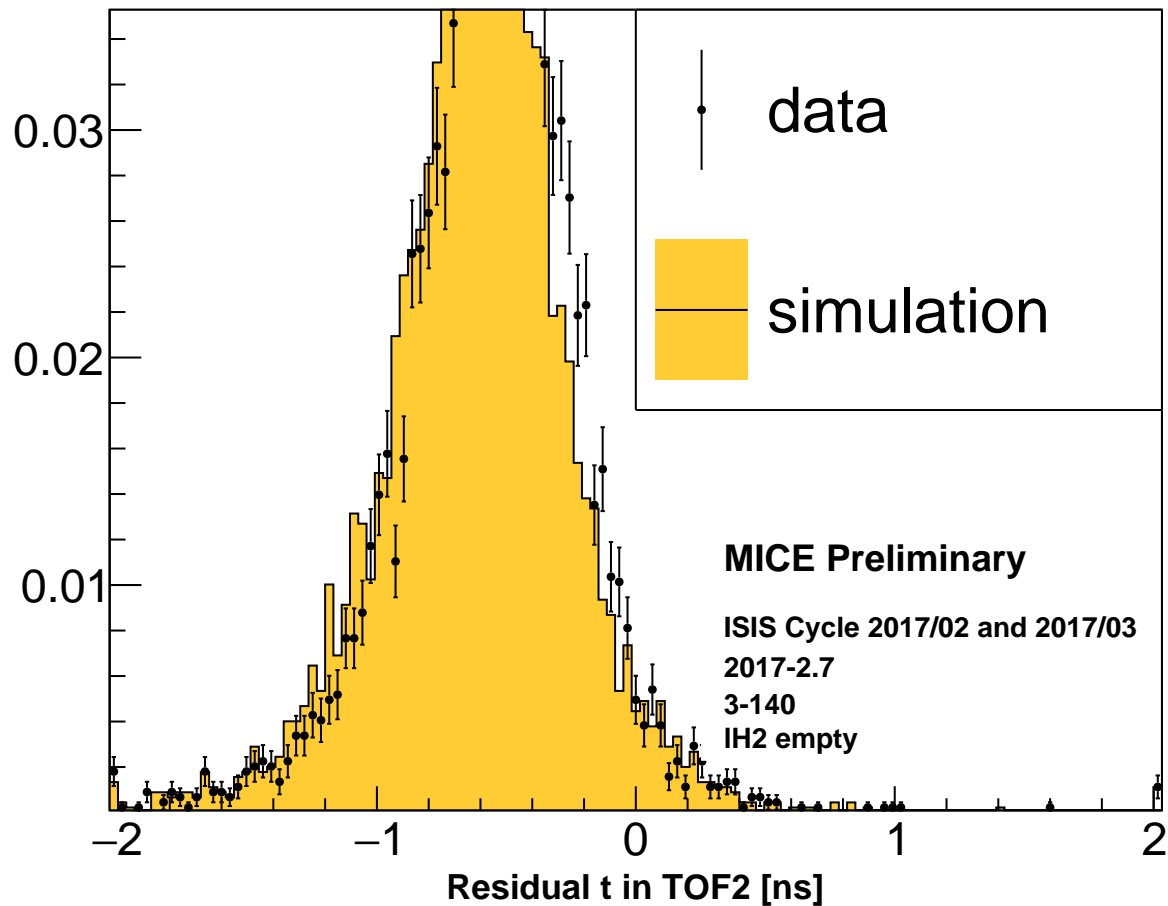 0.03
data
simulation
0.02
MICE Preliminary
0.01
ISIS Cycle 2017/02 and 2017/03
2017-2.7
3-140
lH2 empty
−2 −1 0 1 2
Residual t in TOF2 [ns]